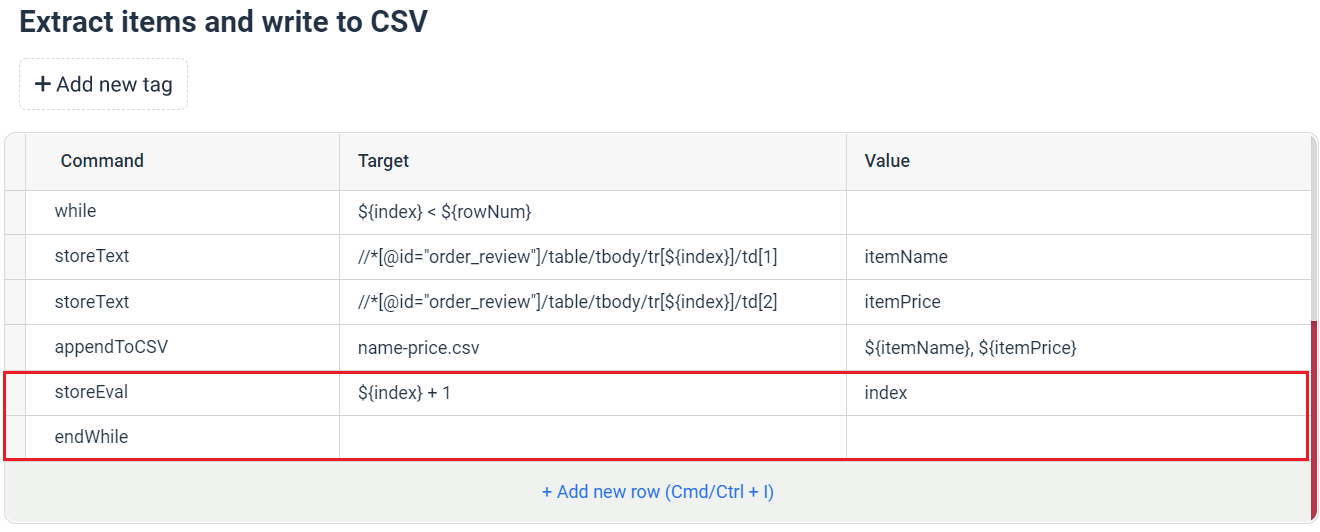 Extract items and write to CSV
+ Add new tag
Command Target Value
while ${index} < ${rowNum}
storeText //*[@id="order_review"]/table/tbody/tr[${index}]/td[1] itemName
storeText //*[@id="order_review"]/table/tbody/tr[${index}]/td[2] itemPrice
appendToCSV name-price.csv ${itemName}, ${itemPrice}
storeEval ${index} + 1 index
endWhile
+ Add new row (Cmd/Ctrl + I)